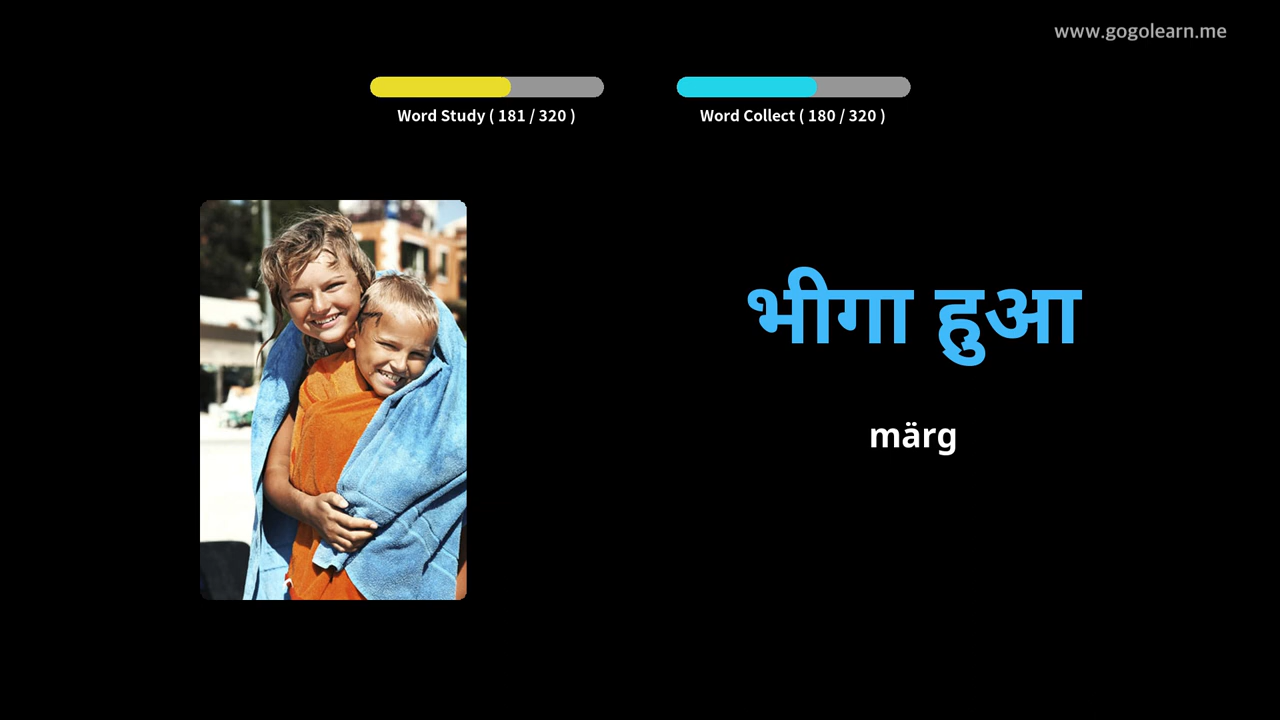 www.gogolearn.me
Word Study ( 181 / 320 )
Word Collect ( 180 / 320 )
भीगा हुआ
märg